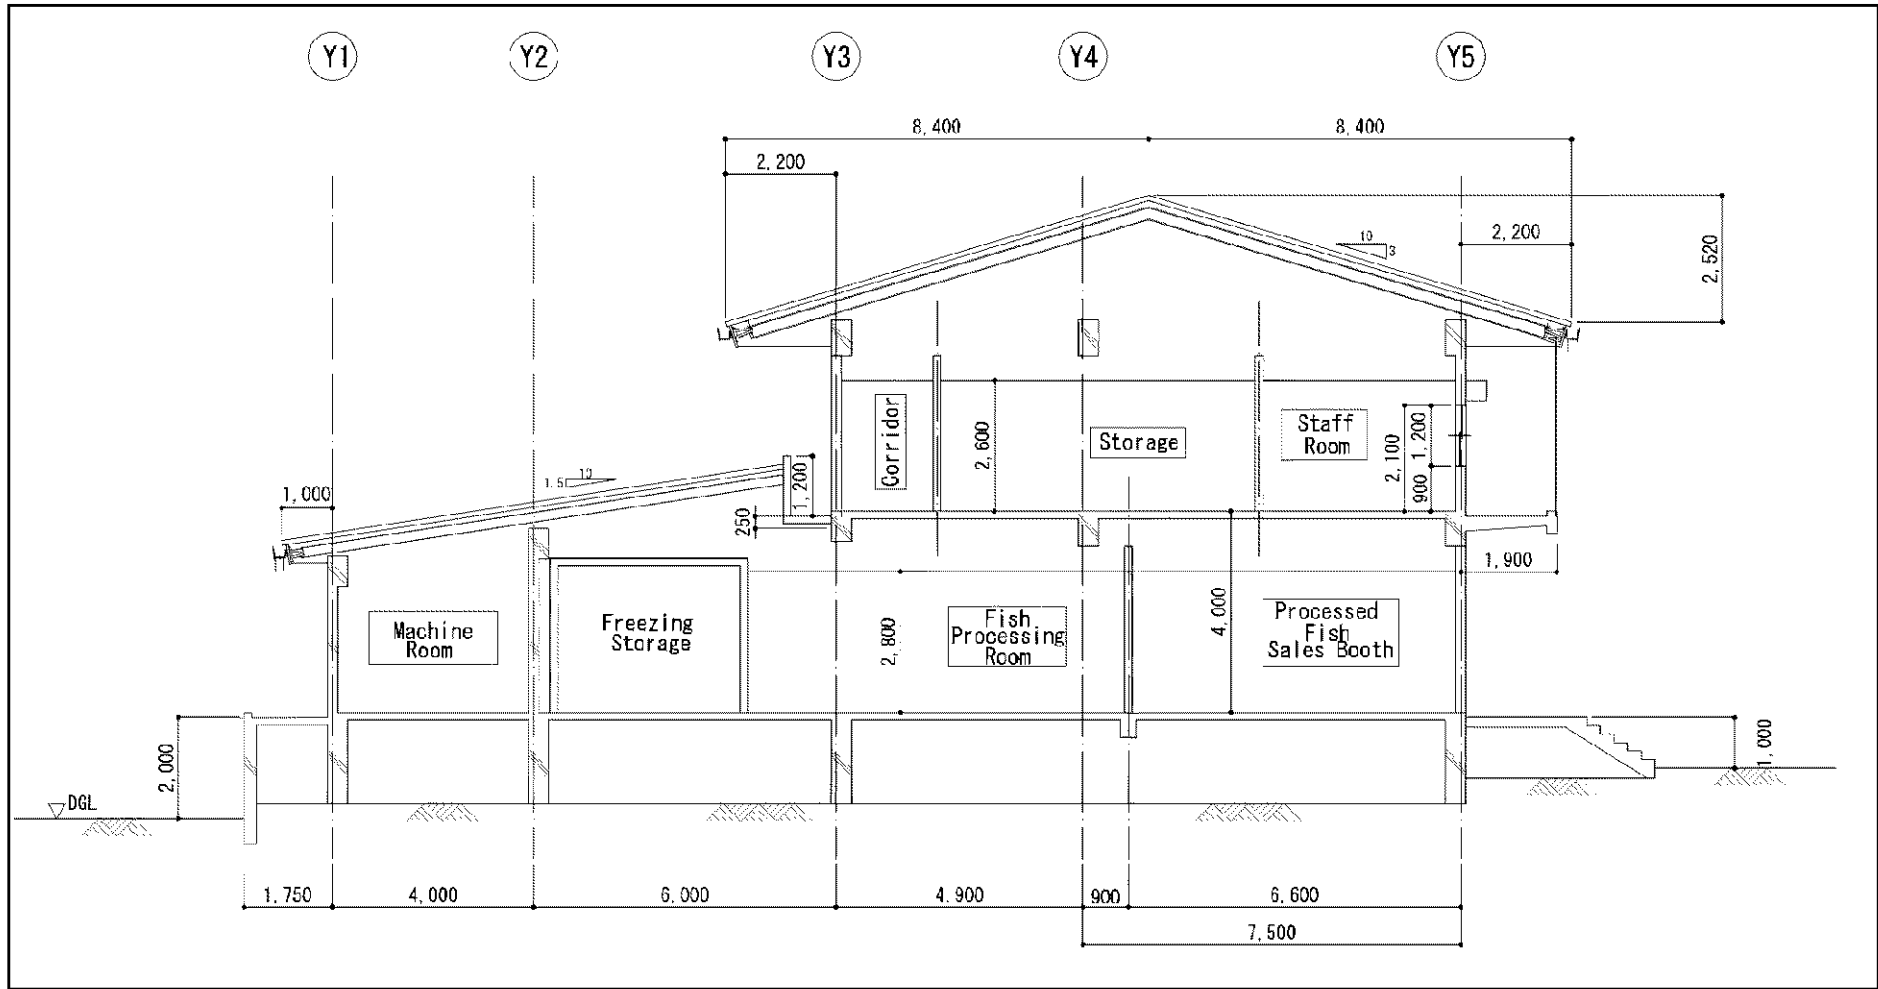 Y1 Y2 Y3 Y4 Y5
8,400 8,400
2,200
10
3
2,200
2,520
Corridor
2,600
Storage
Staff
Room
2,100
1,200
900
10
1.5
1,000
1,200
250
1,900
Machine
Room
Freezing
Storage
2,800
Fish
Processing
Room
4,000
Processed
Fish
Sales Booth
2,000
1,000
DGL
1,750 4,000 6,000 4,900 900 6,600
7,500